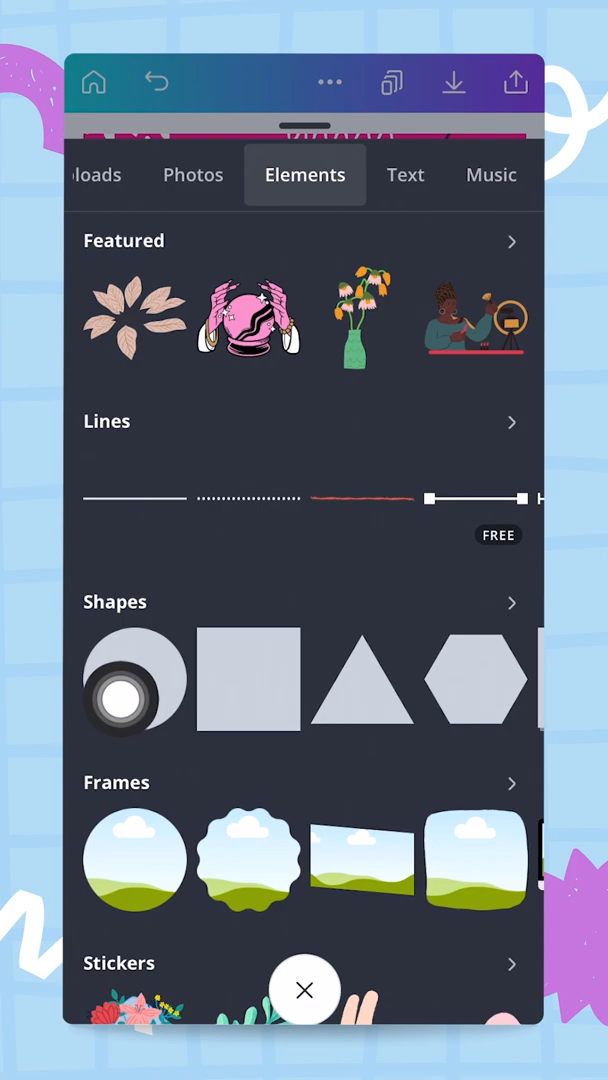 loads Photos Elements Text Music
Featured
Lines
FREE
Shapes
Frames
Stickers